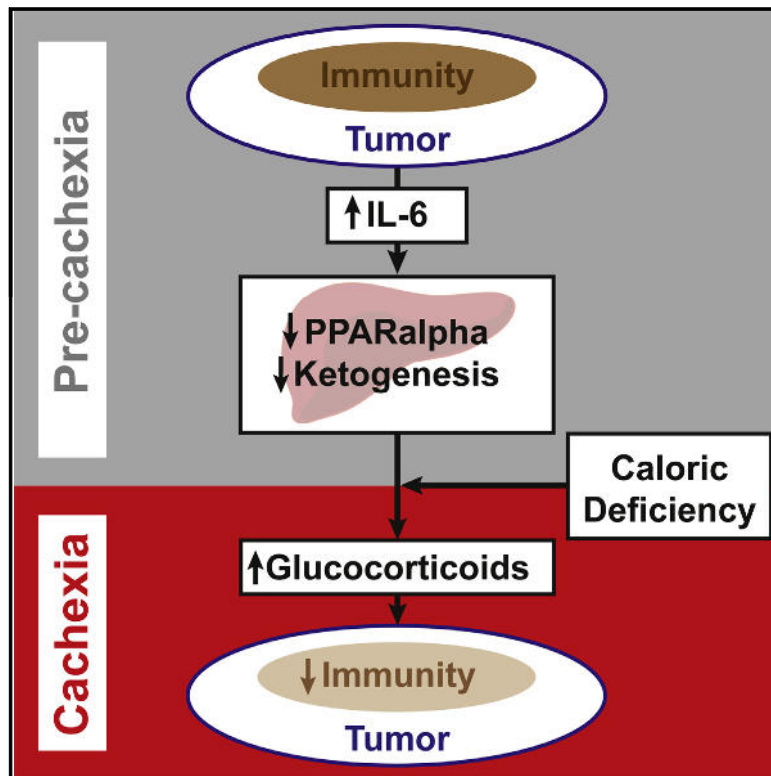 Pre-cachexia
Immunity
Tumor
↑IL-6
↓PPARalpha
↓Ketogenesis
Caloric
Deficiency
Cachexia
↑Glucocorticoids
↓Immunity
Tumor